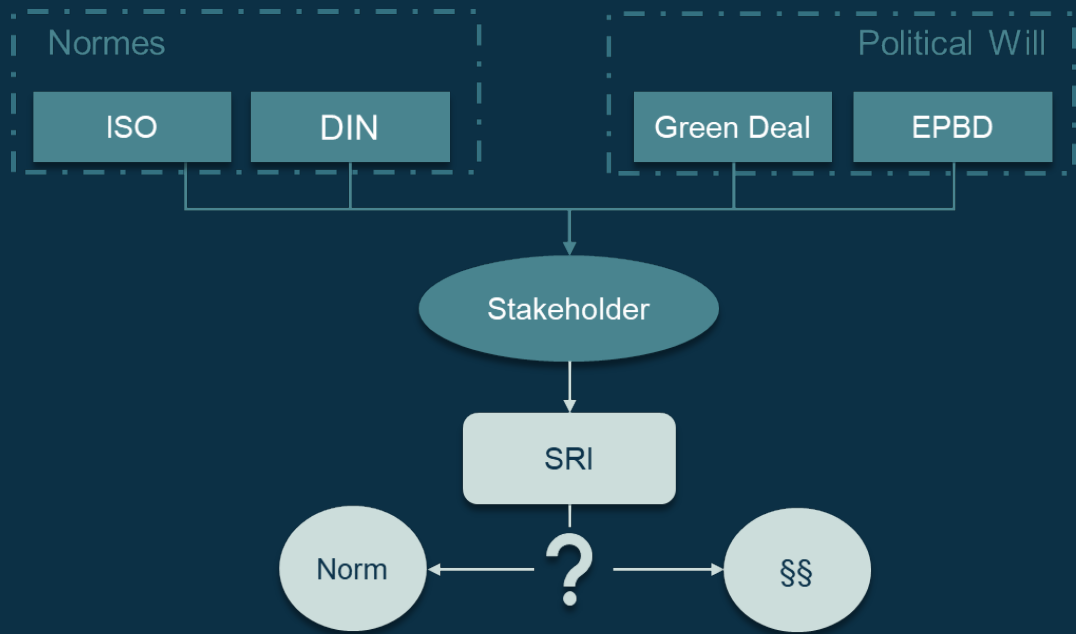 Normes
Political Will
ISO
DIN
Green Deal
EPBD
Stakeholder
SRI
Norm
?
§§